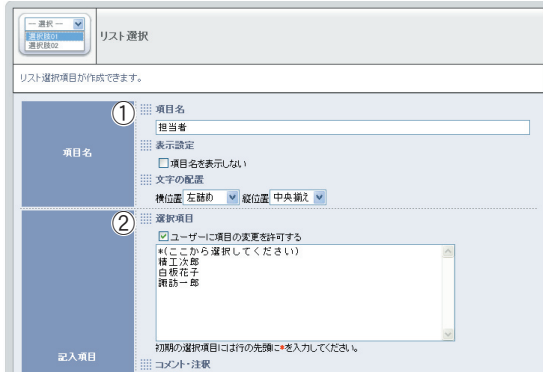 — 選択 —
選択肢01
選択肢02
リスト選択
リスト選択項目が作成できます。
項目名
① 項目名
担当者
表示設定
項目名を表示しない
文字の配置
横位置 左詰め 縦位置 中央揃え
② 選択項目
ユーザーに項目の変更を許可する
*(ここから選択してください)
積工次郎
白板花子
諏訪一郎
初期の選択項目には行の先頭に*を入力してください。
記入項目
コメント・注釈